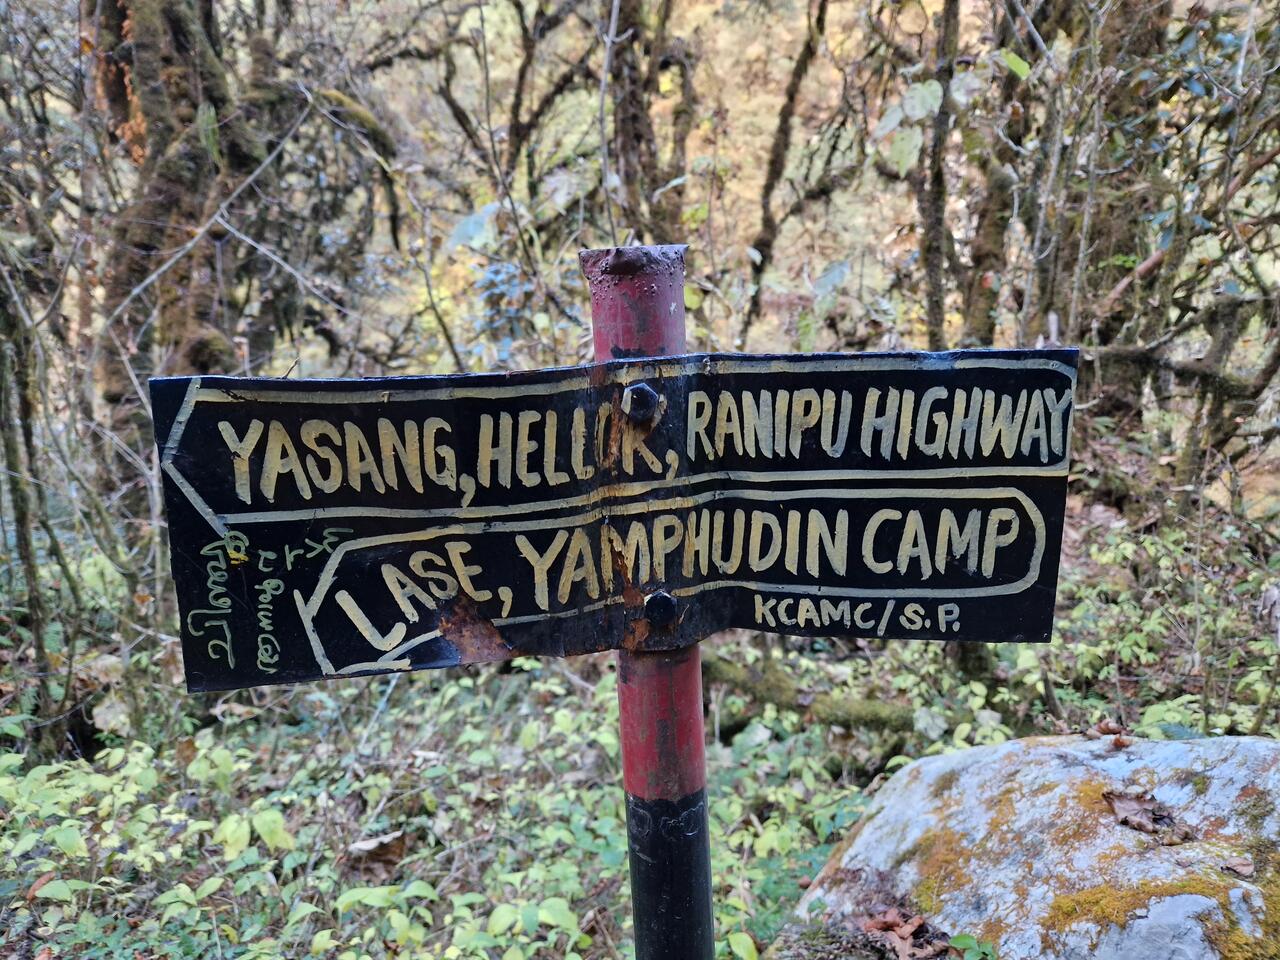 YASANG, HELLOK, RANIPU HIGHWAY
LASE, YAMPHUDIN CAMP
KCAMC/S.P.